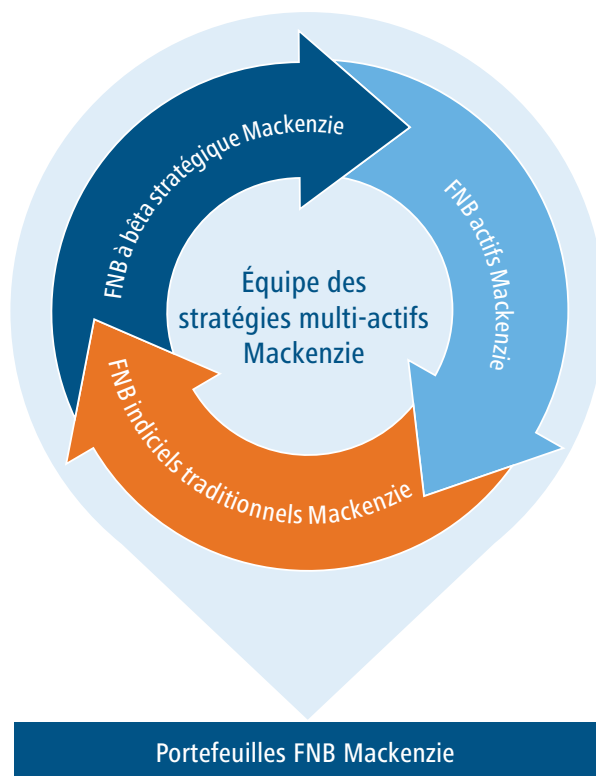 FNB à bêta stratégique Mackenzie
FNB actifs Mackenzie
FNB indiciels traditionnels Mackenzie
Équipe des
stratégies multi-actifs
Mackenzie
Portefeuilles FNB Mackenzie